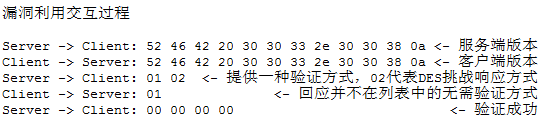 漏洞利用交互过程
Server -> Client: 52 46 42 20 30 30 33 2e 30 30 38 0a <- 服务端版本
Client -> Server: 52 46 42 20 30 30 33 2e 30 30 38 0a <- 客户端版本
Server -> Client: 01 02 <- 提供一种验证方式，02代表DES挑战响应方式
Client -> Server: 01 <- 回应并不在列表中的无需验证方式
Server -> Client: 00 00 00 00 <- 验证成功